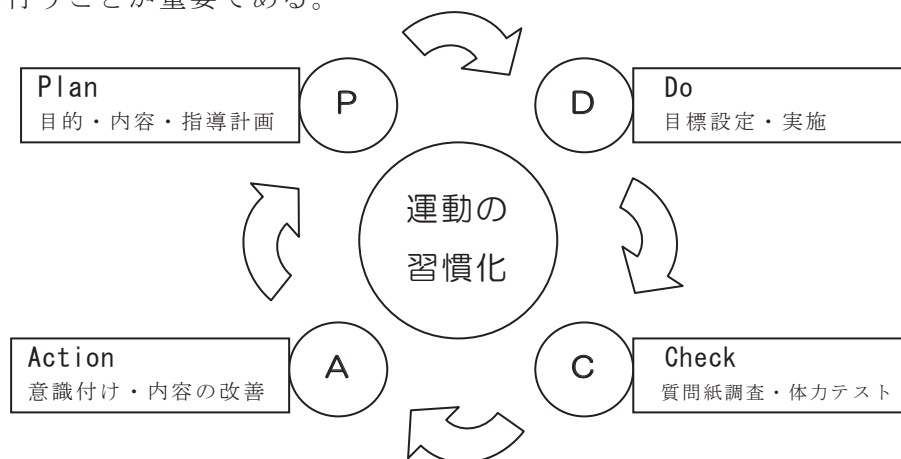 行うことが重要である。
Plan
目的・内容・指導計画
P
D
Do
目標設定・実施
運動の
習慣化
Action
意識付け・内容の改善
A
C
Check
質問紙調査・体力テスト